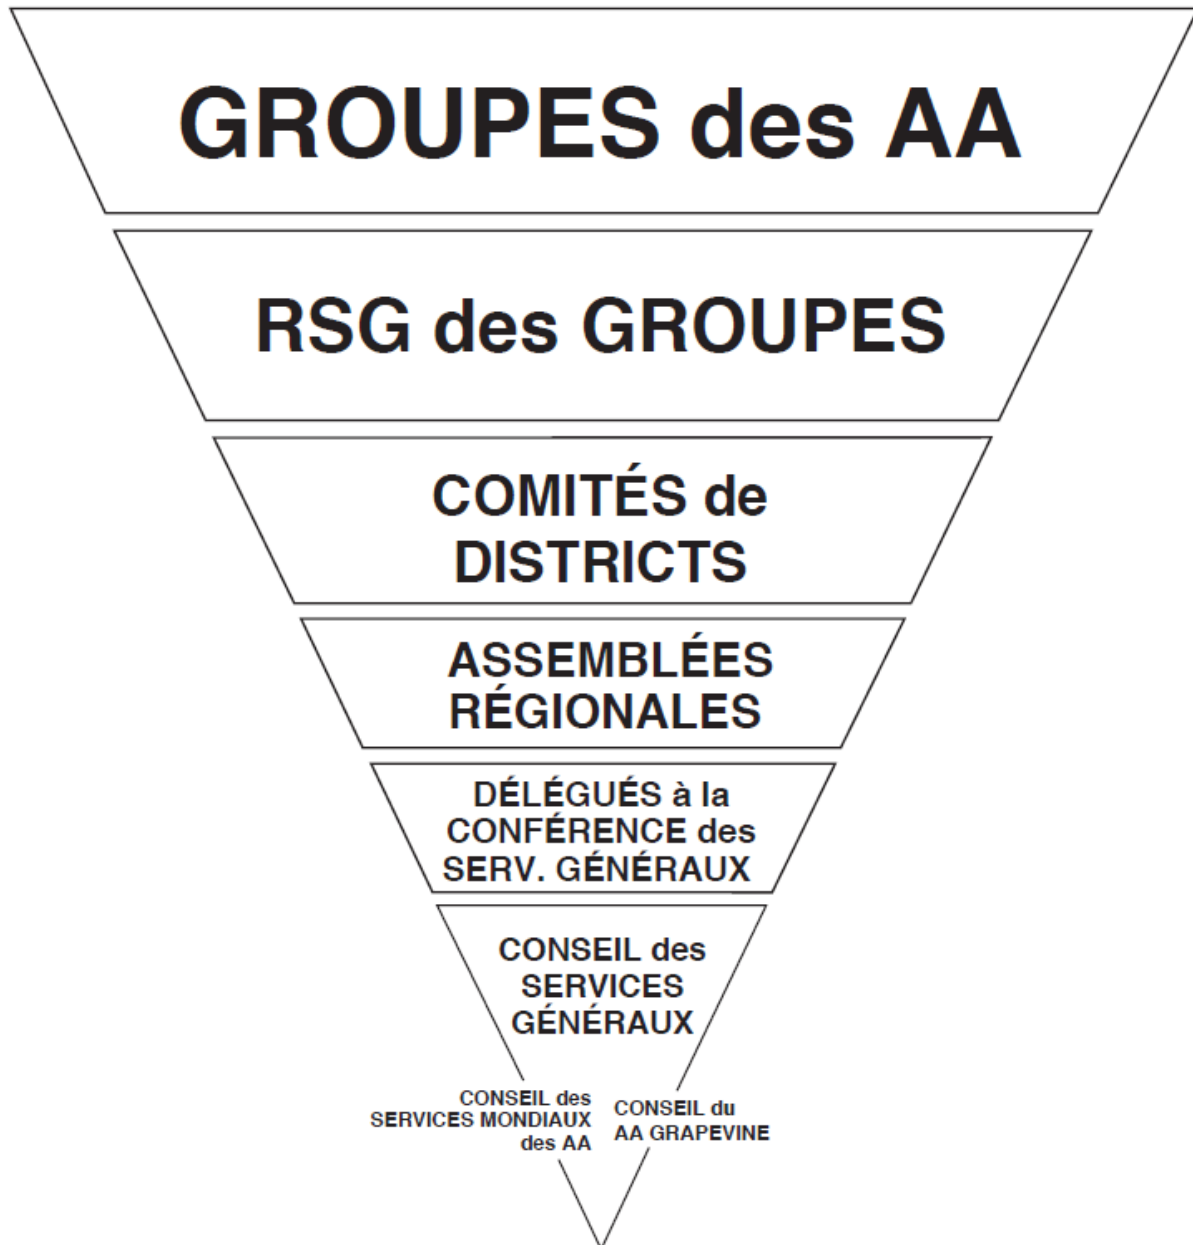 GROUPES des AA
RSG des GROUPES
COMITÉS de
DISTRICTS
ASSEMBLÉES
RÉGIONALES
DÉLÉGUÉS à la
CONFÉRENCE des
SERV. GÉNÉRAUX
CONSEIL des
SERVICES
GÉNÉRAUX
CONSEIL des
SERVICES MONDIAUX
des AA
CONSEIL du
AA GRAPEVINE